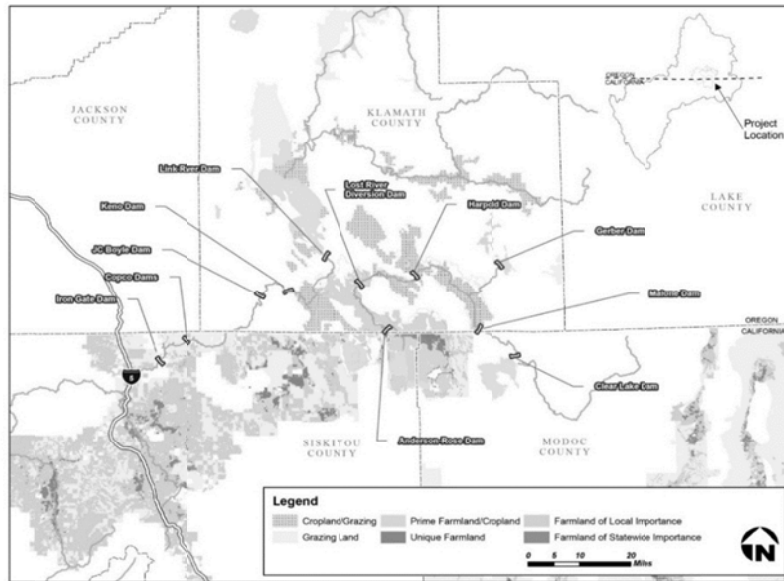 JACKSON
COUNTY
KLAMATH
COUNTY
OREGON
CALIFORNIA
Project
Location
LAKE
COUNTY
Link River Dam
Lost River
Diversion Dam
Keno Dam
Harpold Dam
JC Boyle Dam
Gerber Dam
Copco Dams
Iron Gate Dam
Malone Dam
OREGON
CALIFORNIA
5
Clear Lake Dam
SISKIYOU
COUNTY
Anderson-Rose Dam
MODOC
COUNTY
Legend
Cropland/Grazing
Prime Farmland/Cropland
Farmland of Local Importance
Grazing Land
Unique Farmland
Farmland of Statewide Importance
0 5 10 20
Miles
N